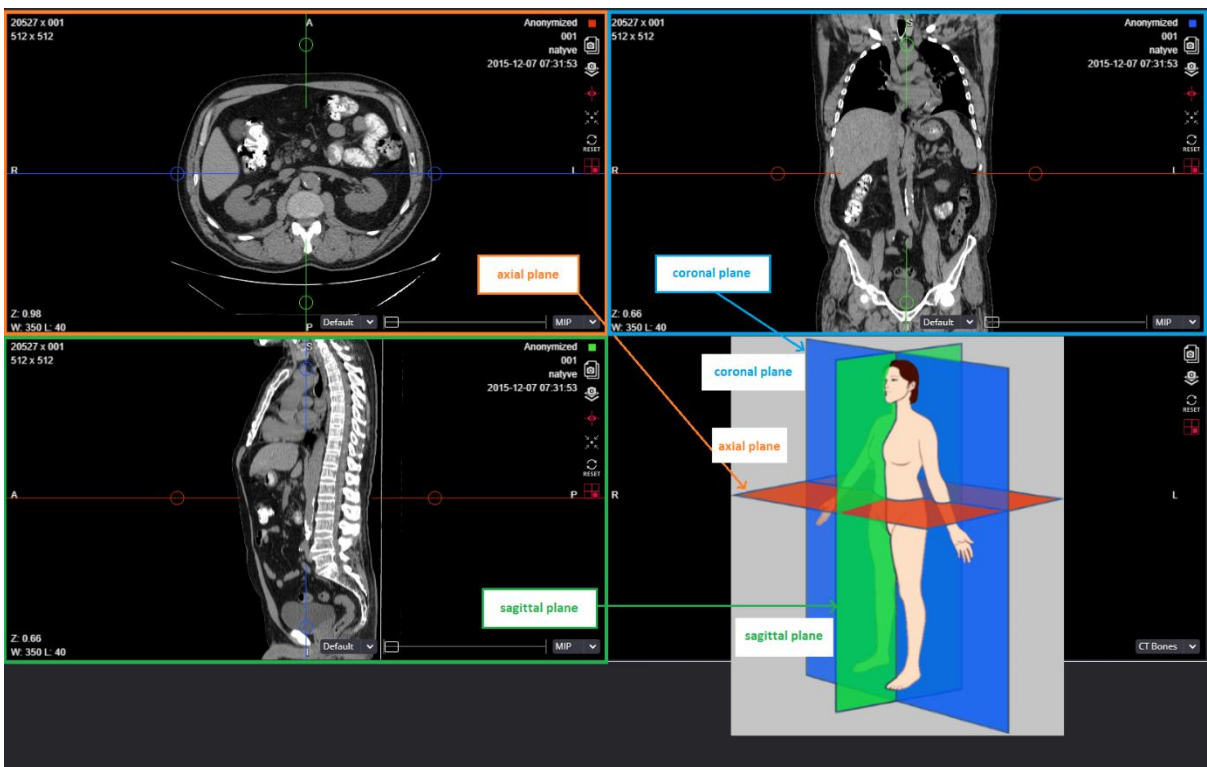 20527 x 001
512 x 512
A
Anonymized
001
natyve
2015-12-07 07:31:53
RESET
R
L
axial plane
Z: 0.98
W: 350 L: 40
P
Default
MIP
20527 x 001
512 x 512
S
Anonymized
001
natyve
2015-12-07 07:31:53
RESET
R
L
coronal plane
Z: 0.66
W: 350 L: 40
Default
MIP
20527 x 001
512 x 512
S
Anonymized
001
natyve
2015-12-07 07:31:53
RESET
A
P
sagittal plane
Z: 0.66
W: 350 L: 40
I
Default
MIP
coronal plane
RESET
axial plane
R
L
sagittal plane
CT Bones